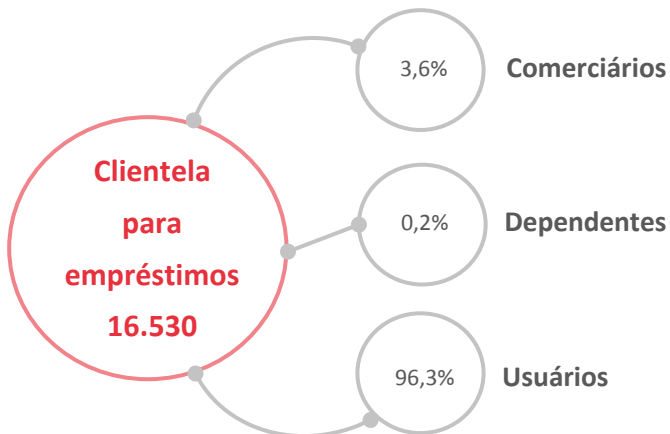 Clientela
para
empréstimos
16.530
3,6%
Comerciários
0,2%
Dependentes
96,3%
Usuários